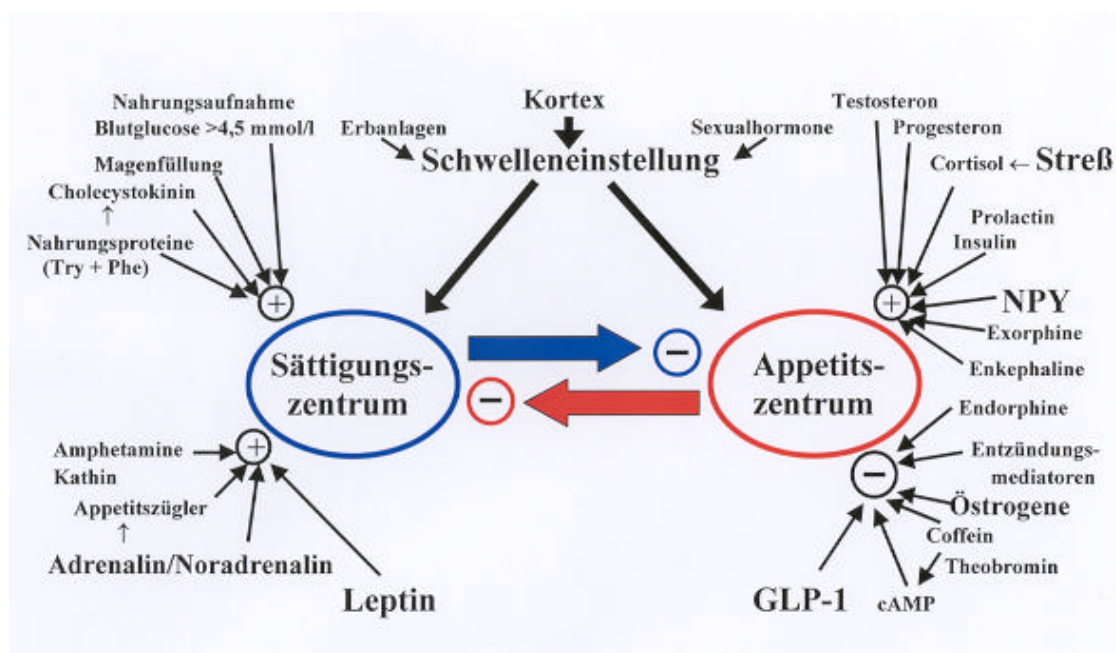 Nahrungsaufnahme
Blutglucose >4,5 mmol/l
Magenfüllung
Cholecystokinin
↑
Nahrungsproteine
(Try + Phe)
+
Erbanlagen
Kortex
Schwelleneinstellung
Sexualhormone
Testosteron
Progesteron
Cortisol ← Streß
Prolactin
Insulin
+
NPY
Exorphine
Enkephaline
Sättigungs-
zentrum
−
−
Appetits-
zentrum
Amphetamine
Kathin
+
Appetitszügler
↑
Adrenalin/Noradrenalin
Leptin
Endorphine
Entzündungs-
mediatoren
−
Östrogene
Coffein
Theobromin
GLP-1
cAMP